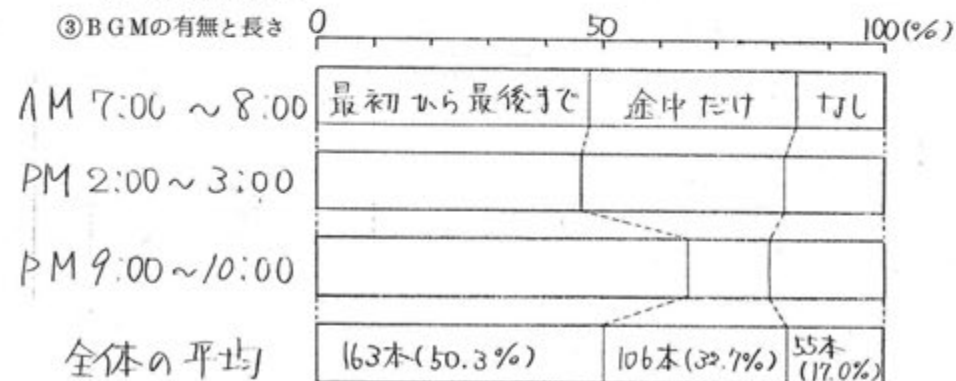 ③BGMの有無と長さ 0 50 100(%)
AM 7:00 ～ 8:00 最初から最後まで 途中だけ なし
PM 2:00～3:00
PM 9:00～10:00
全体の平均 163本(50.3%) 106本(32.7%) 55本
(17.0%)